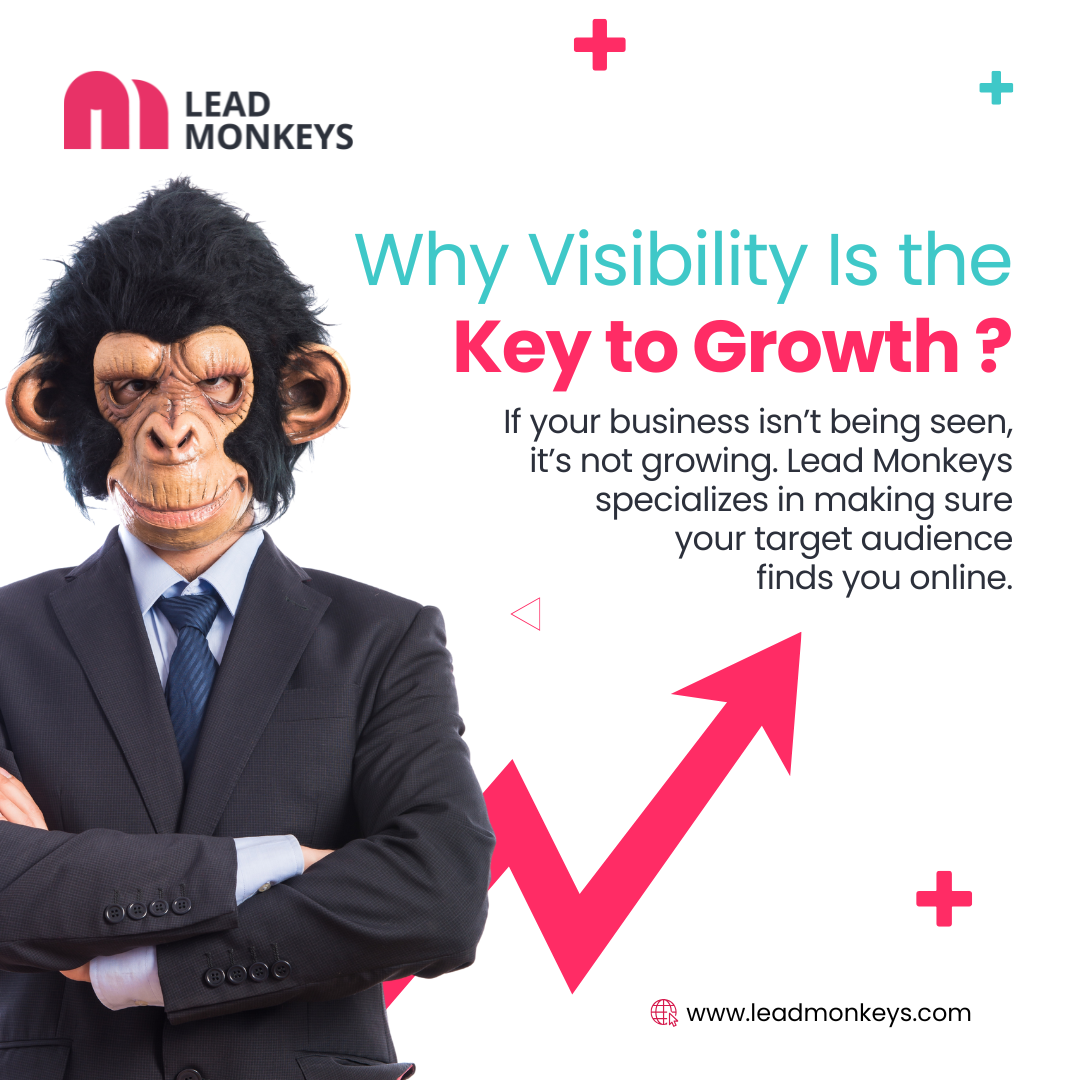 LEAD
MONKEYS
Why Visibility Is the
Key to Growth ?
If your business isn’t being seen,
it’s not growing. Lead Monkeys
specializes in making sure
your target audience
finds you online.
www.leadmonkeys.com